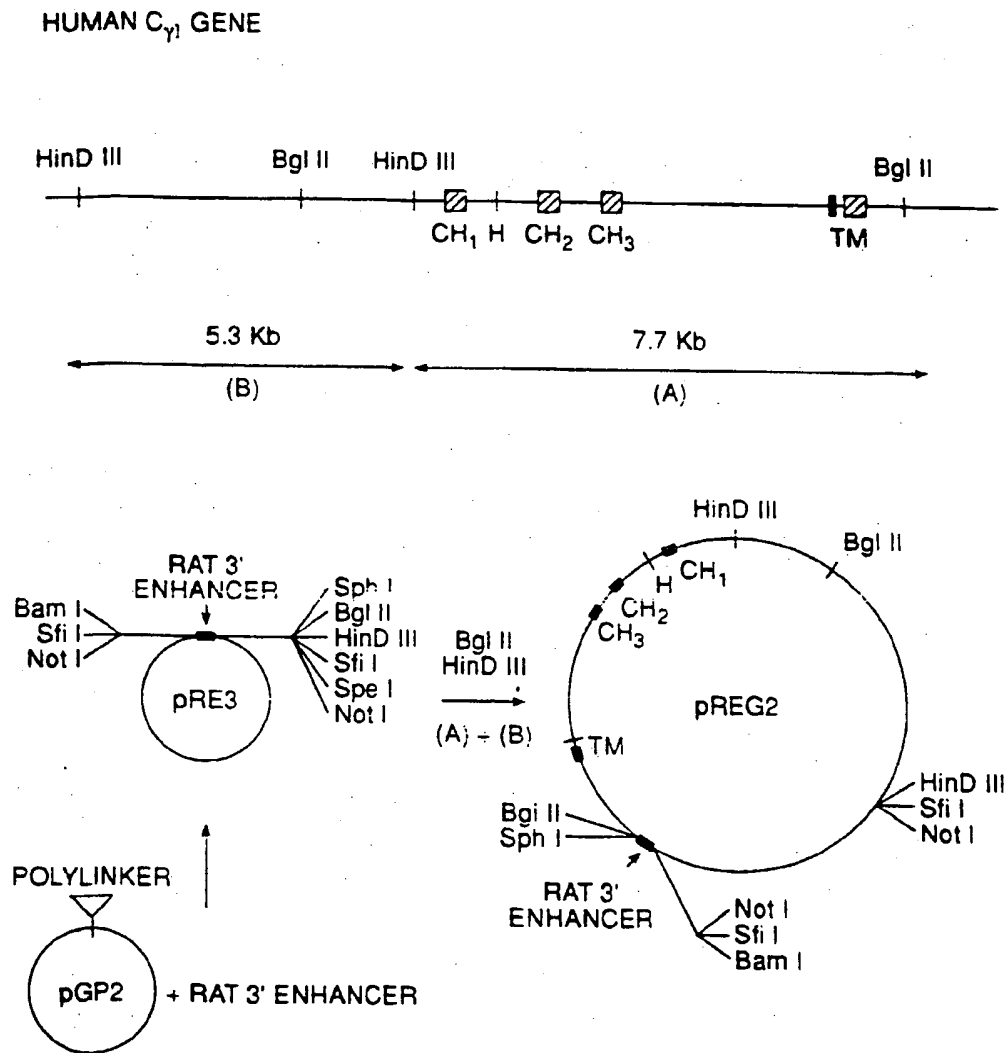 HUMAN Cγ1 GENE
HinD III
Bgl II
HinD III
Bgl II
CH1
H
CH2
CH3
TM
5.3 Kb
(B)
7.7 Kb
(A)
RAT 3'
ENHANCER
Bam I
Sfi I
Not I
Sph I
Bgl II
HinD III
Sfi I
Spe I
Not I
pRE3
Bgl II
HinD III
(A) + (B)
HinD III
Bgl II
CH1
H
CH2
CH3
pREG2
TM
Bgl II
Sph I
HinD III
Sfi I
Not I
RAT 3'
ENHANCER
Not I
Sfi I
Bam I
POLYLINKER
pGP2
+ RAT 3' ENHANCER